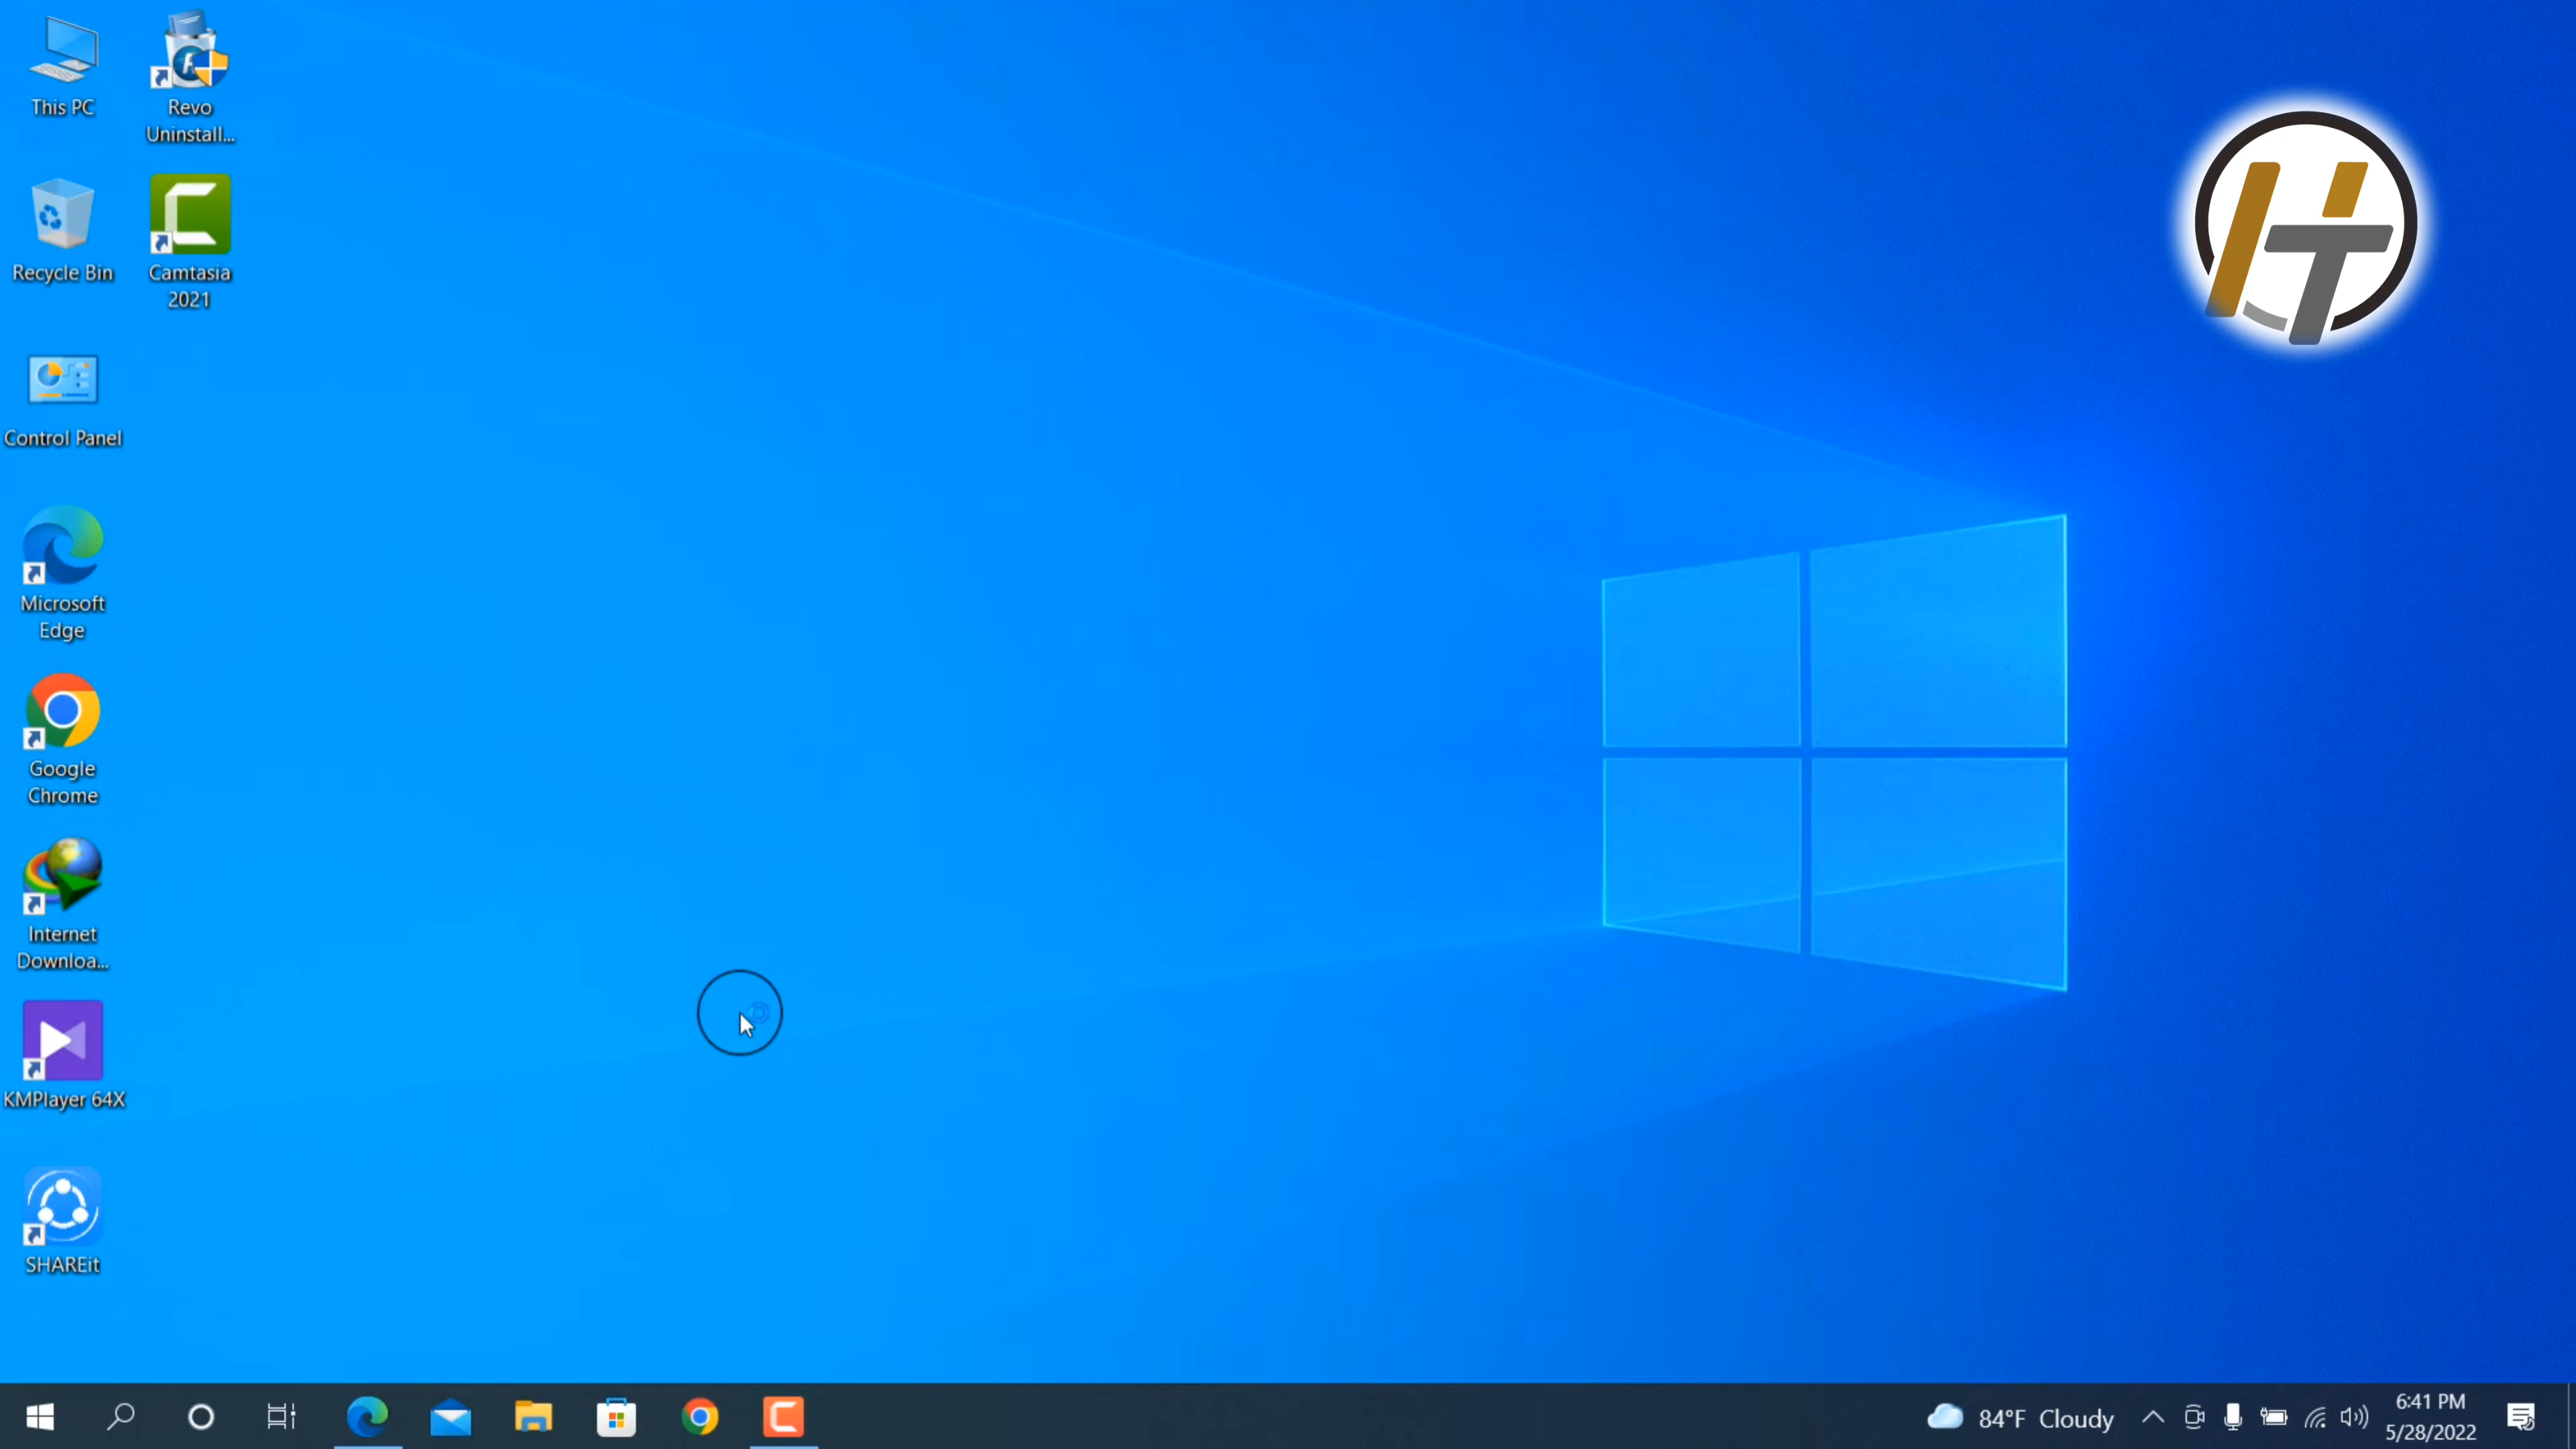 This PC
Revo
Uninstall...
Recycle Bin
Camtasia
2021
Control Panel
Microsoft
Edge
Google
Chrome
Internet
Downloa...
KMPlayer 64X
SHAREit
HT
84°F Cloudy
6:41 PM
5/28/2022